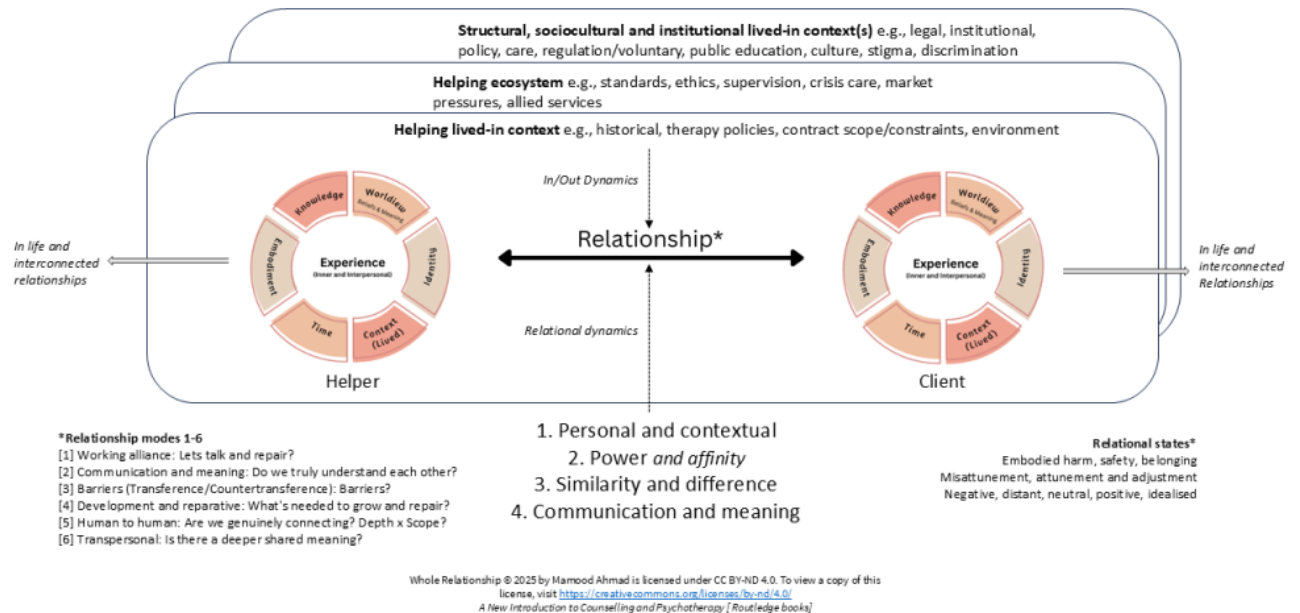 Structural, sociocultural and institutional lived-in context(s) e.g., legal, institutional,
policy, care, regulation/voluntary, public education, culture, stigma, discrimination
Helping ecosystem e.g., standards, ethics, supervision, crisis care, market
pressures, allied services
Helping lived-in context e.g., historical, therapy policies, contract scope/constraints, environment
In/Out Dynamics
Relationship*
Relational dynamics
In life and
interconnected
relationships
Knowledge
Worldiew
Beliefs & Meaning
Embodiment
Experience
(Inner and Interpersonal)
Identity
Time
Context
(Lived)
Helper
Knowledge
Worldiew
Beliefs & Meaning
Embodiment
Experience
(Inner and Interpersonal)
Identity
Time
Context
(Lived)
Client
In life and
interconnected
Relationships
*Relationship modes 1-6
[1] Working alliance: Lets talk and repair?
[2] Communication and meaning: Do we truly understand each other?
[3] Barriers (Transference/Countertransference): Barriers?
[4] Development and reparative: What's needed to grow and repair?
[5] Human to human: Are we genuinely connecting? Depth x Scope?
[6] Transpersonal: Is there a deeper shared meaning?
1. Personal and contextual
2. Power and affinity
3. Similarity and difference
4. Communication and meaning
Relational states*
Embodied harm, safety, belonging
Misattunement, attunement and adjustment
Negative, distant, neutral, positive, idealised
Whole Relationship © 2025 by Mamood Ahmad is licensed under CC BY-ND 4.0. To view a copy of this
license, visit https://creativecommons.org/licenses/by-nd/4.0/
A New Introduction to Counselling and Psychotherapy [Routledge books]